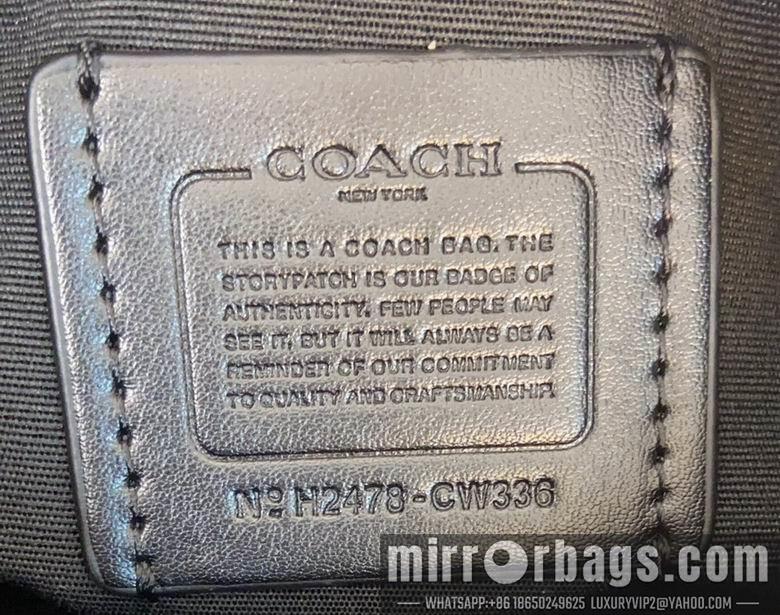 COACH
NEW YORK
THIS IS A COACH BAG. THE
STORYPATCH IS OUR BADGE OF
AUTHENTICITY. FEW PEOPLE MAY
SEE IT, BUT IT WILL ALWAYS BE A
REMINDER OF OUR COMMITMENT
TO QUALITY AND CRAFTSMANSHIP.
Nº H2478-CW336
mirrorbags.com
WHATSAPP:+86 18650249625 LUXURYVIP2@YAHOO.COM